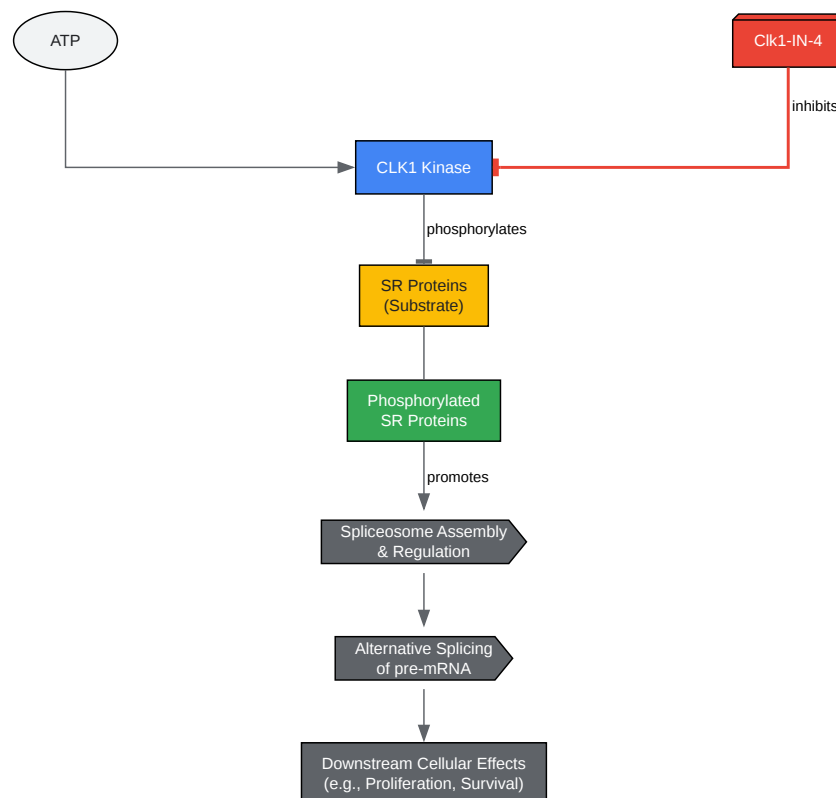 ATP
Clk1-IN-4
inhibits
CLK1 Kinase
phosphorylates
SR Proteins
(Substrate)
Phosphorylated
SR Proteins
promotes
Spliceosome Assembly
& Regulation
Alternative Splicing
of pre-mRNA
Downstream Cellular Effects
(e.g., Proliferation, Survival)